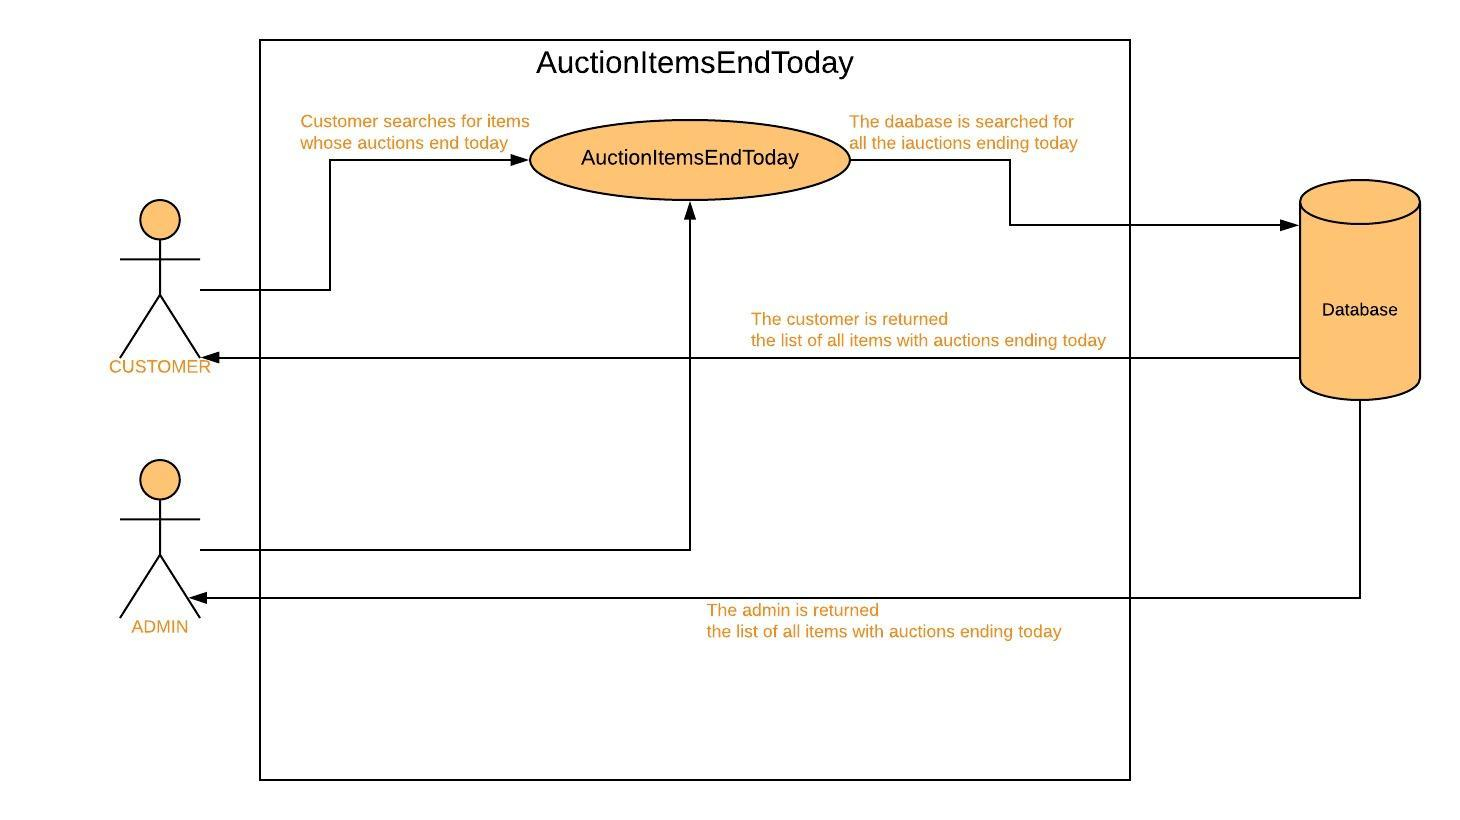 AuctionItemsEndToday
Customer searches for items
whose auctions end today
AuctionItemsEndToday
The daabase is searched for
all the iauctions ending today
Database
The customer is returned
the list of all items with auctions ending today
CUSTOMER
The admin is returned
the list of all items with auctions ending today
ADMIN